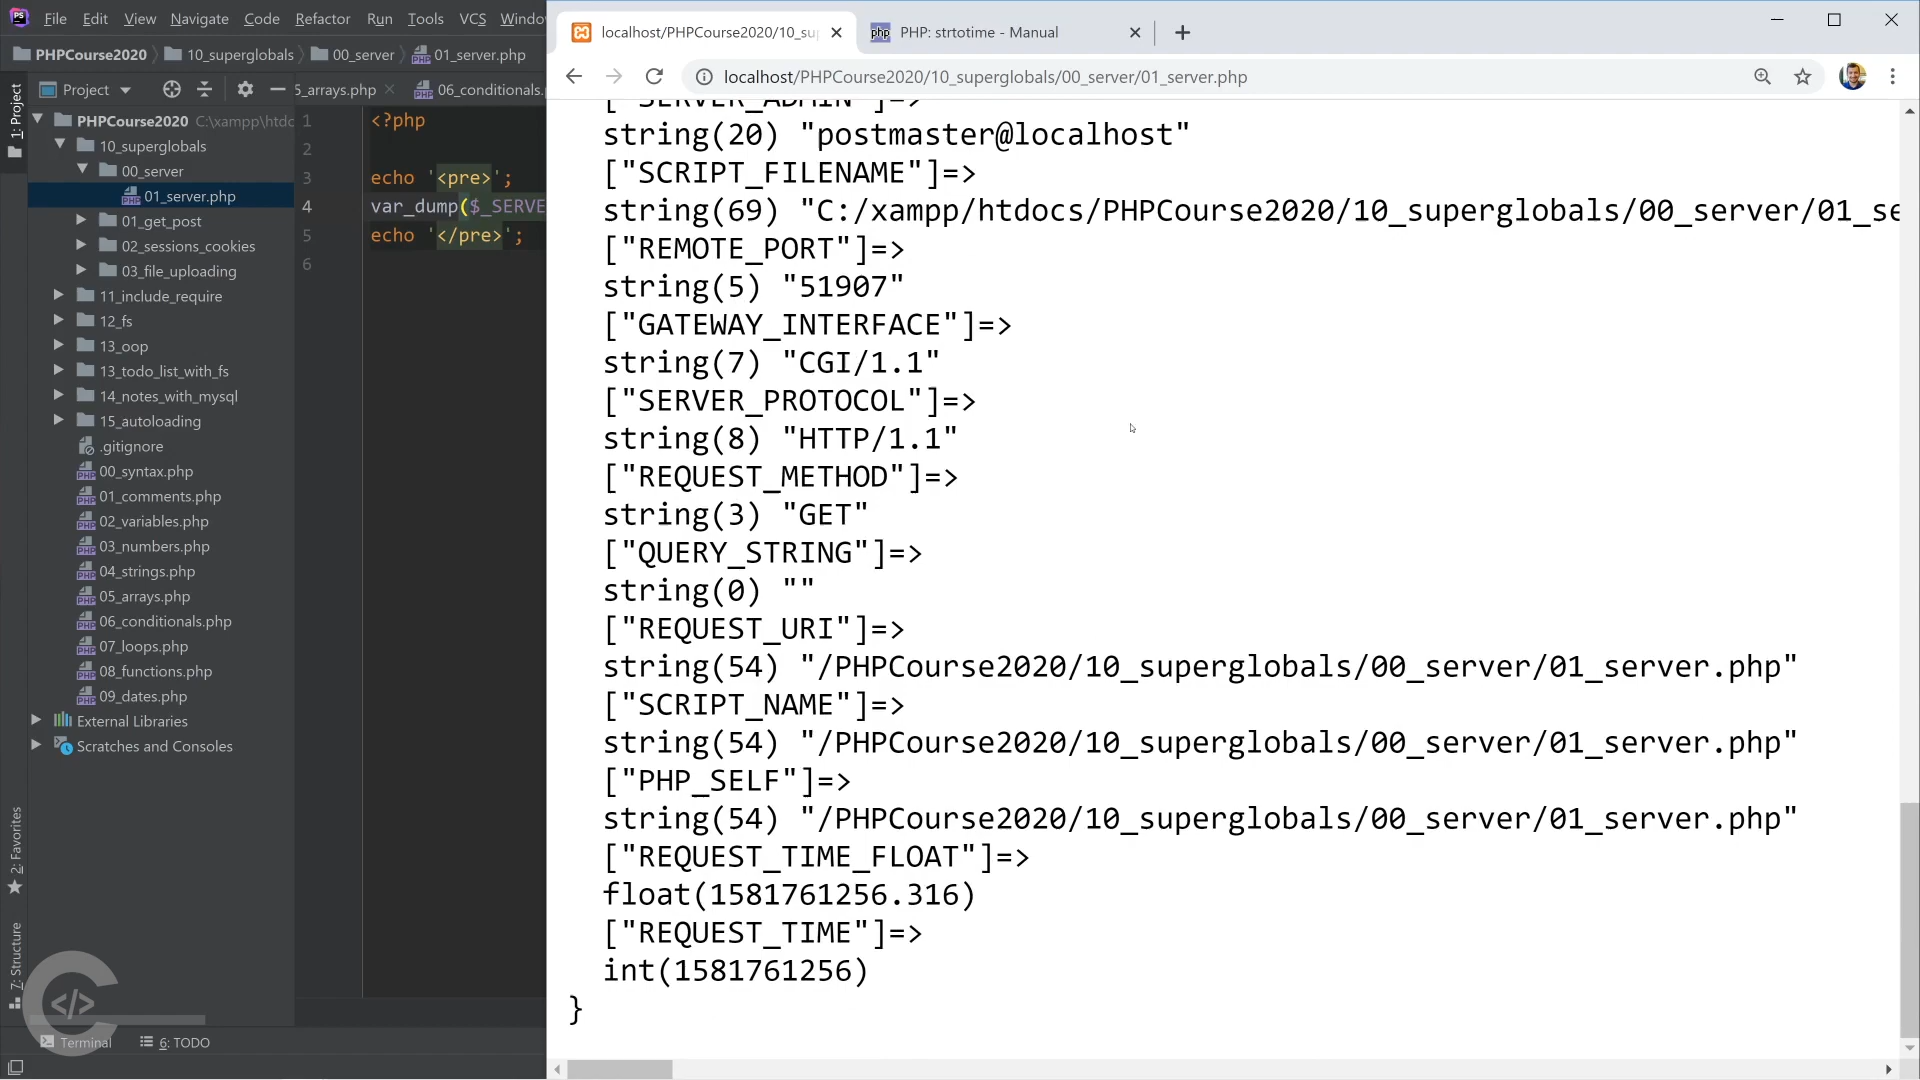 File Edit View Navigate Code Refactor Run Tools VCS
PHPCourse2020 10_superglobals 00_server 01_server.php
Project 5_arrays.php 06_conditionals.
1: Project
PHPCourse2020 C:\xampp\htdc
10_superglobals
00_server
01_server.php
01_get_post
02_sessions_cookies
03_file_uploading
11_include_require
12_fs
13_oop
13_todo_list_with_fs
14_notes_with_mysql
15_autoloading
.gitignore
00_syntax.php
01_comments.php
02_variables.php
03_numbers.php
04_strings.php
05_arrays.php
06_conditionals.php
07_loops.php
08_functions.php
09_dates.php
External Libraries
Scratches and Consoles
2: Favorites
7: Structure
Terminal 6: TODO
1 <?php
2
3 echo '<pre>';
4 var_dump($_SERVE
5 echo '</pre>';
6
localhost/PHPCourse2020/10_su PHP: strtotime - Manual
localhost/PHPCourse2020/10_superglobals/00_server/01_server.php
["SERVER_ADMIN"]=>
string(20) "postmaster@localhost"
["SCRIPT_FILENAME"]=>
string(69) "C:/xampp/htdocs/PHPCourse2020/10_superglobals/00_server/01_se
["REMOTE_PORT"]=>
string(5) "51907"
["GATEWAY_INTERFACE"]=>
string(7) "CGI/1.1"
["SERVER_PROTOCOL"]=>
string(8) "HTTP/1.1"
["REQUEST_METHOD"]=>
string(3) "GET"
["QUERY_STRING"]=>
string(0) ""
["REQUEST_URI"]=>
string(54) "/PHPCourse2020/10_superglobals/00_server/01_server.php"
["SCRIPT_NAME"]=>
string(54) "/PHPCourse2020/10_superglobals/00_server/01_server.php"
["PHP_SELF"]=>
string(54) "/PHPCourse2020/10_superglobals/00_server/01_server.php"
["REQUEST_TIME_FLOAT"]=>
float(1581761256.316)
["REQUEST_TIME"]=>
int(1581761256)
}